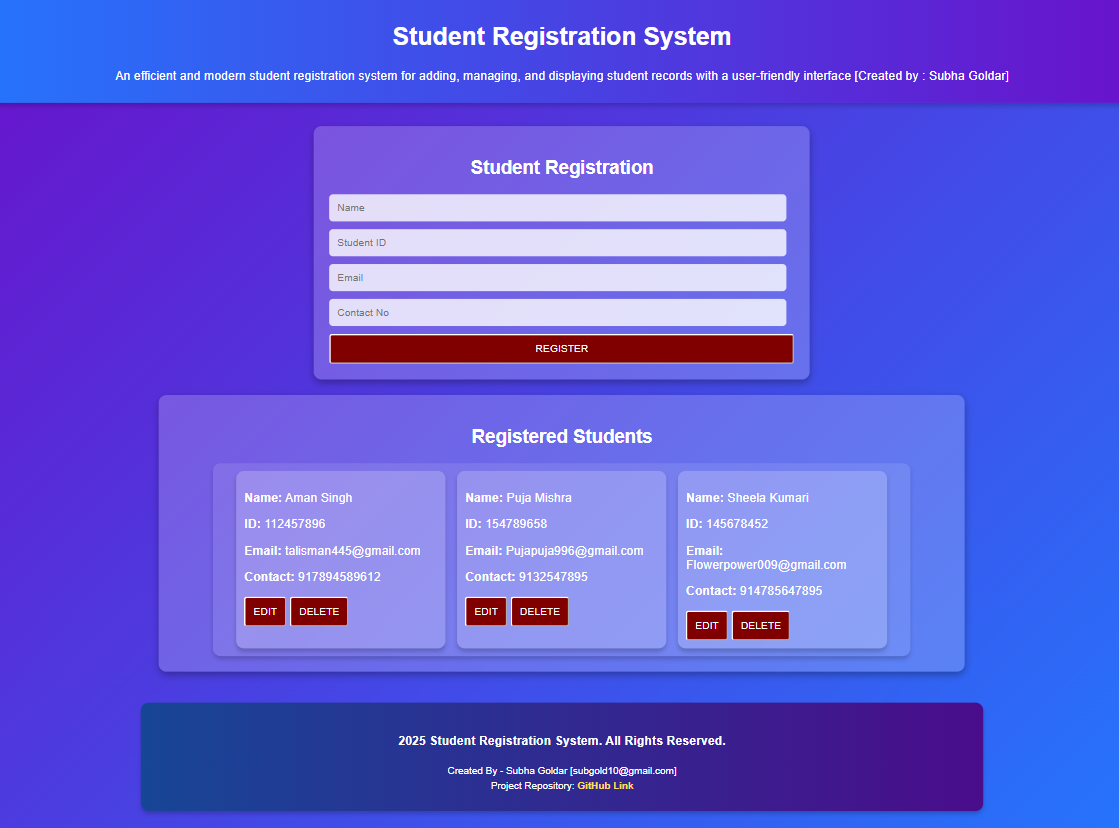 Student Registration System
An efficient and modern student registration system for adding, managing, and displaying student records with a user-friendly interface [Created by : Subha Goldar]
Student Registration
Name
Student ID
Email
Contact No
REGISTER
Registered Students
Name: Aman Singh
ID: 112457896
Email: talisman445@gmail.com
Contact: 917894589612
EDIT DELETE
Name: Puja Mishra
ID: 154789658
Email: Pujapuja996@gmail.com
Contact: 9132547895
EDIT DELETE
Name: Sheela Kumari
ID: 145678452
Email:
Flowerpower009@gmail.com
Contact: 914785647895
EDIT DELETE
2025 Student Registration System. All Rights Reserved.
Created By - Subha Goldar [subgold10@gmail.com]
Project Repository: GitHub Link